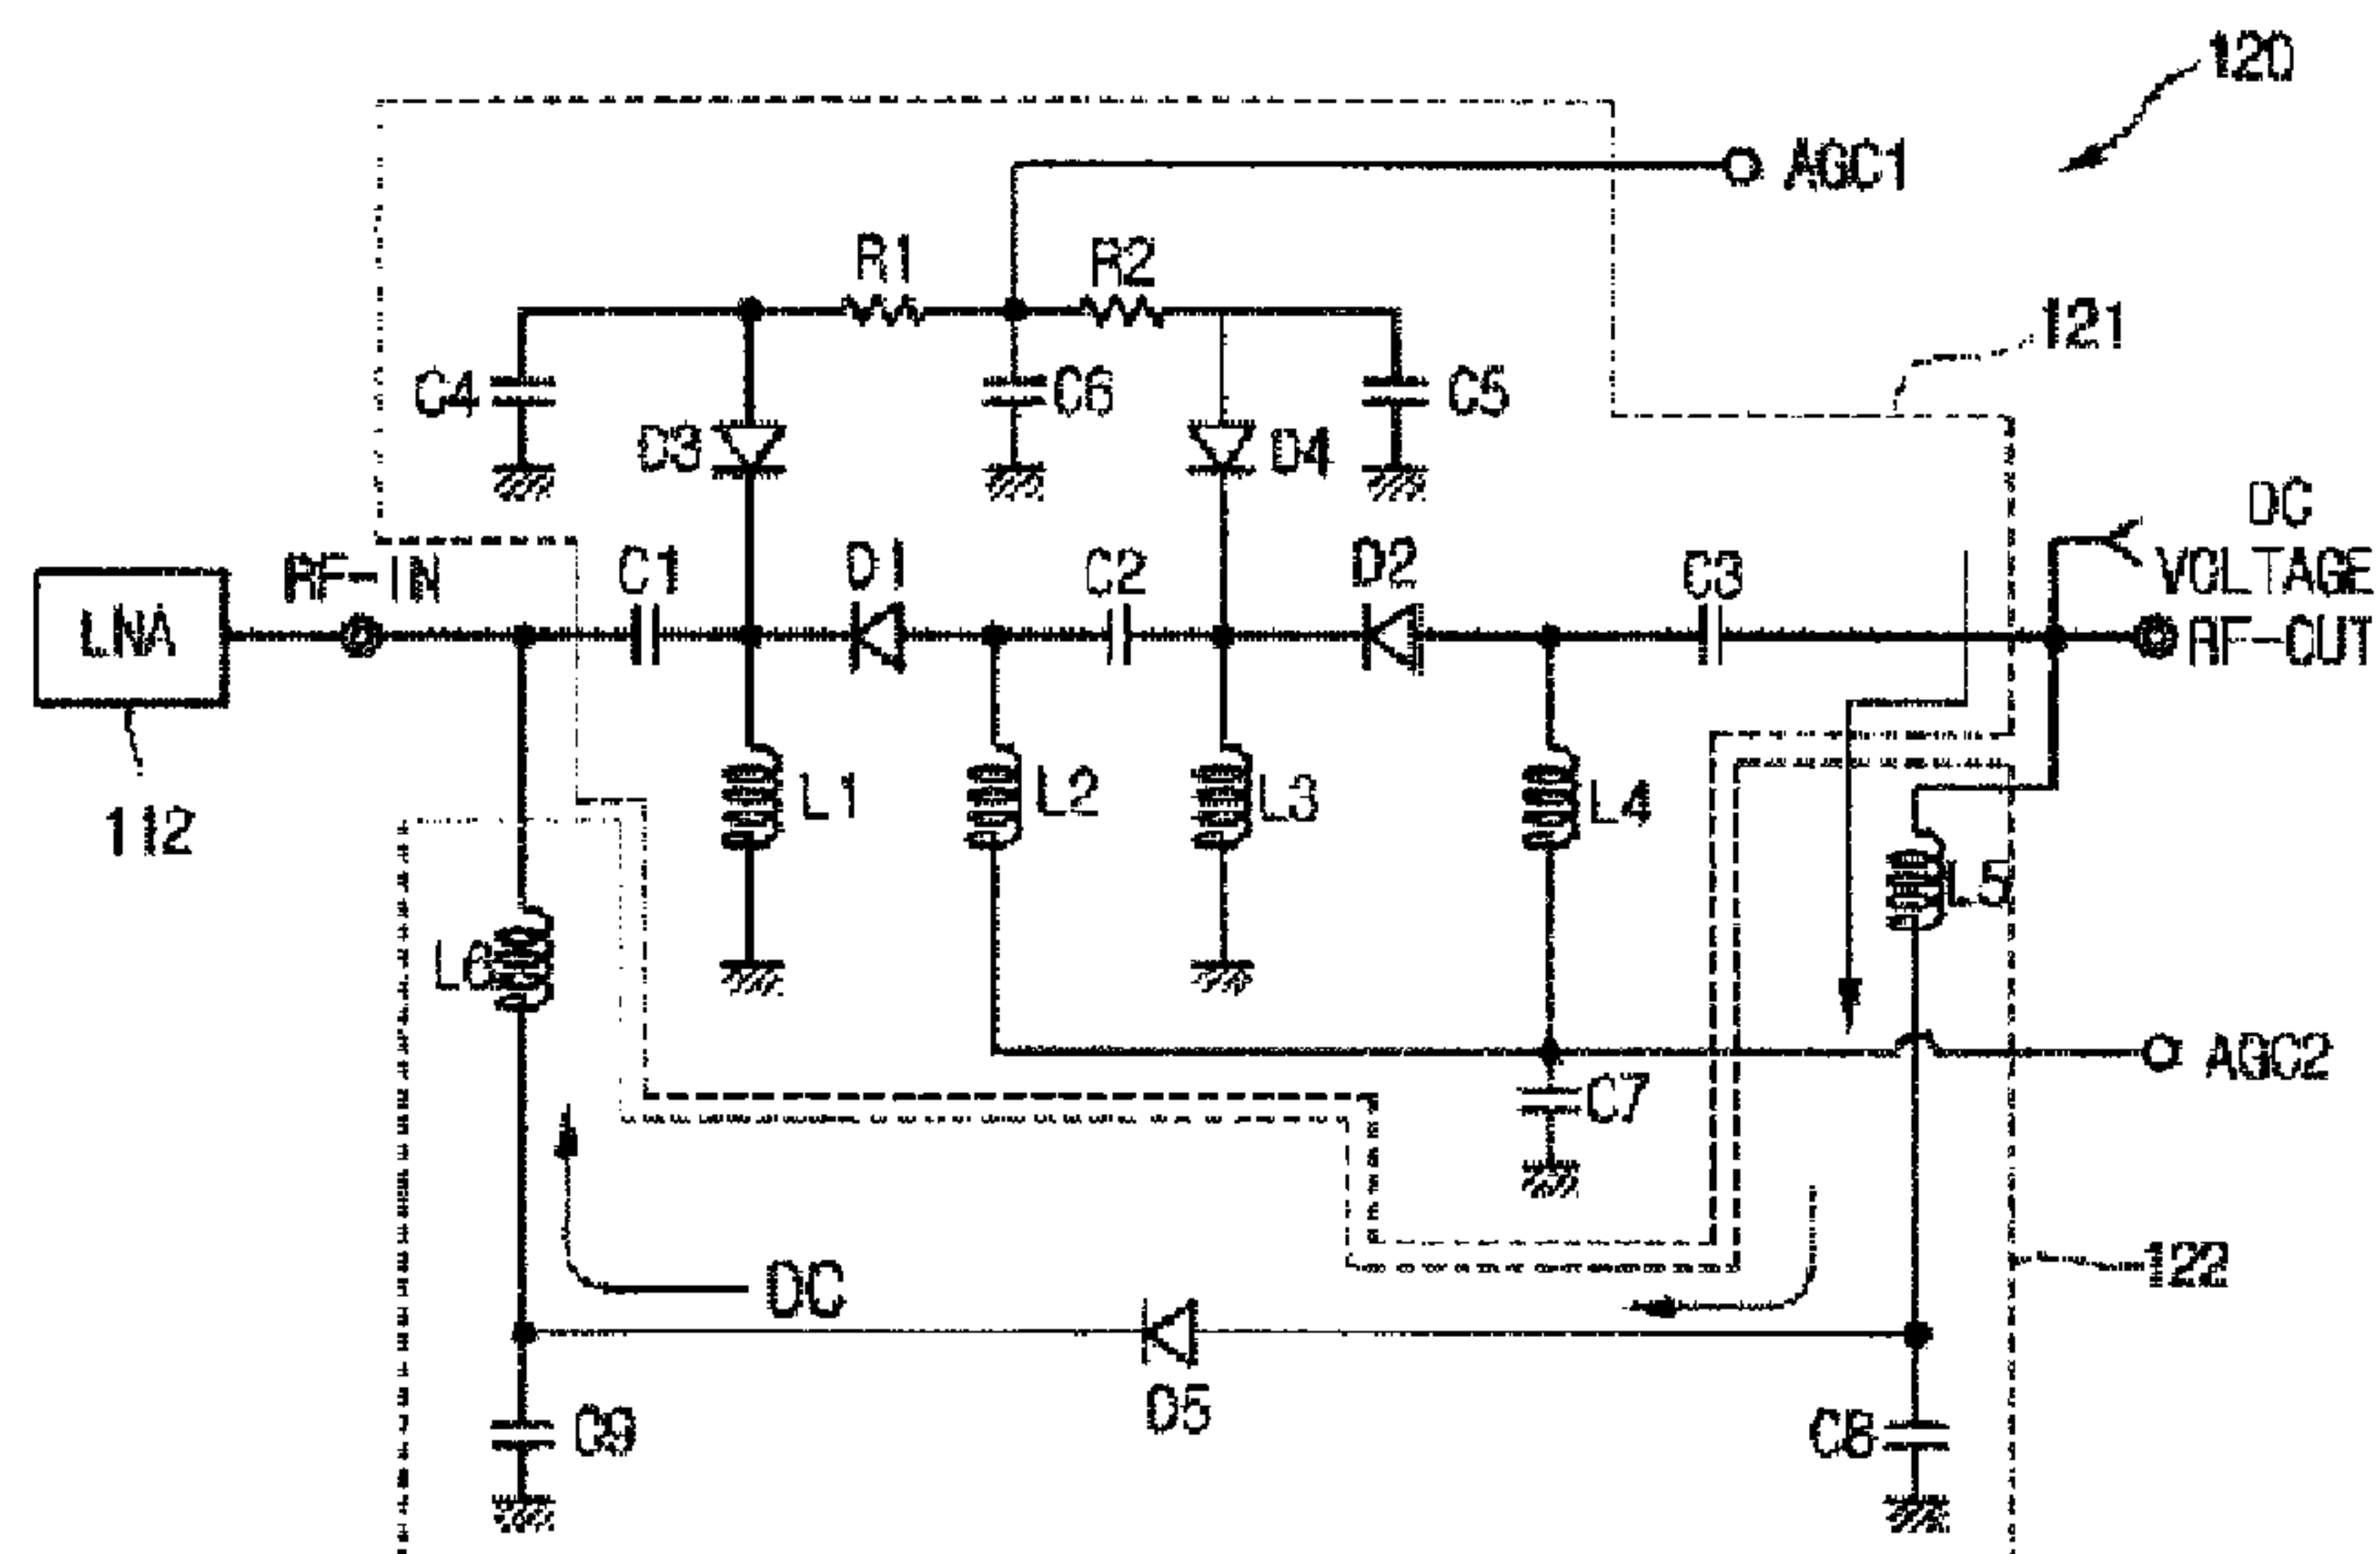 120
AGC1
R1
R2
121
C4
C6
C5
D3
D4
DC
VOLTAGE
RF-IN
C1
D1
C2
D2
C3
LNA
RF-OUT
L1
L2
L3
L4
112
L5
L6
AGC2
C7
122
DC
D5
C9
C8